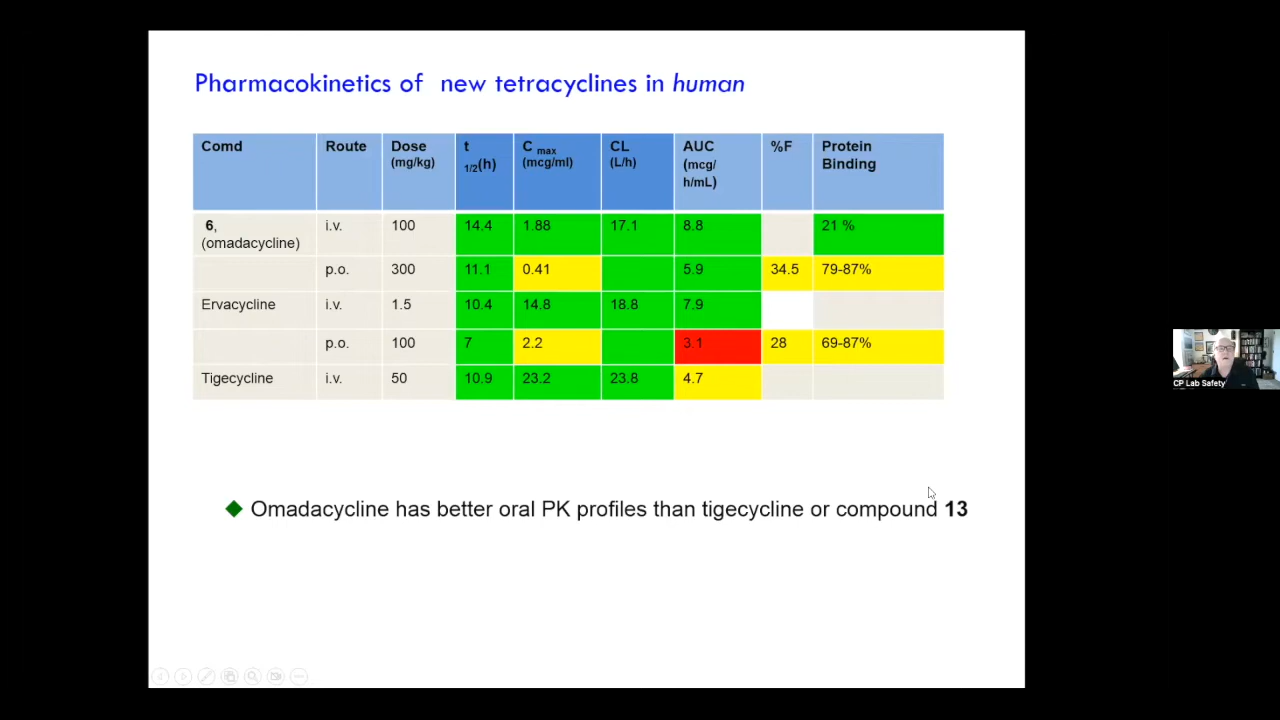 Pharmacokinetics of new tetracyclines in human
Comd Route Dose (mg/kg) t 1/2(h) C max (mcg/ml) CL (L/h) AUC (mcg/ h/mL) %F Protein Binding
6, (omadacycline) i.v. 100 14.4 1.88 17.1 8.8 21 %
p.o. 300 11.1 0.41 5.9 34.5 79-87%
Ervacycline i.v. 1.5 10.4 14.8 18.8 7.9
p.o. 100 7 2.2 3.1 28 69-87%
Tigecycline i.v. 50 10.9 23.2 23.8 4.7
Omadacycline has better oral PK profiles than tigecycline or compound 13
CP Lab Safety